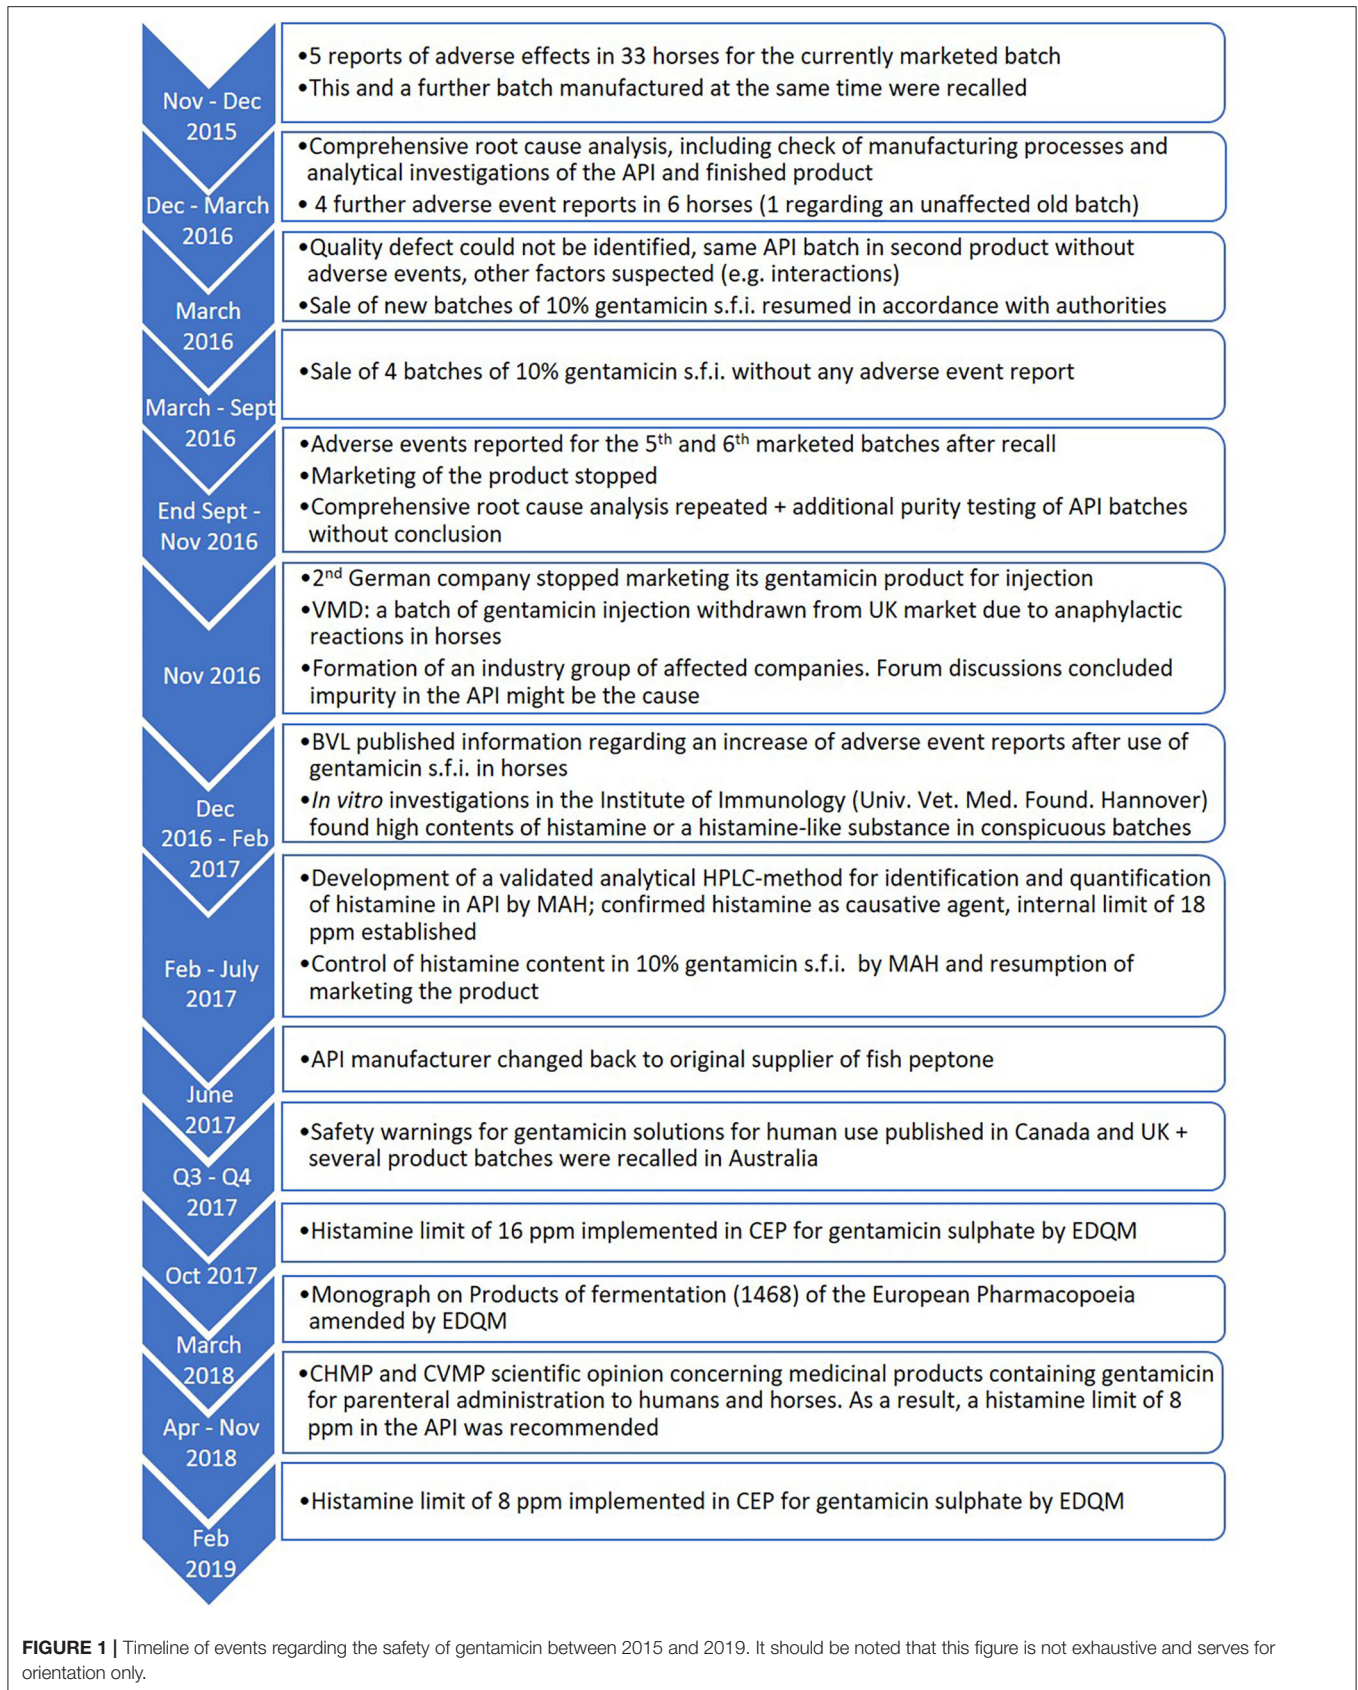 Nov - Dec
2015
•5 reports of adverse effects in 33 horses for the currently marketed batch
•This and a further batch manufactured at the same time were recalled
Dec - March
2016
•Comprehensive root cause analysis, including check of manufacturing processes and
analytical investigations of the API and finished product
• 4 further adverse event reports in 6 horses (1 regarding an unaffected old batch)
March
2016
•Quality defect could not be identified, same API batch in second product without
adverse events, other factors suspected (e.g. interactions)
•Sale of new batches of 10% gentamicin s.f.i. resumed in accordance with authorities
March - Sept
2016
•Sale of 4 batches of 10% gentamicin s.f.i. without any adverse event report
End Sept -
Nov 2016
•Adverse events reported for the 5th and 6th marketed batches after recall
•Marketing of the product stopped
•Comprehensive root cause analysis repeated + additional purity testing of API batches
without conclusion
Nov 2016
•2nd German company stopped marketing its gentamicin product for injection
•VMD: a batch of gentamicin injection withdrawn from UK market due to anaphylactic
reactions in horses
•Formation of an industry group of affected companies. Forum discussions concluded
impurity in the API might be the cause
Dec
2016 - Feb
2017
•BVL published information regarding an increase of adverse event reports after use of
gentamicin s.f.i. in horses
•In vitro investigations in the Institute of Immunology (Univ. Vet. Med. Found. Hannover)
found high contents of histamine or a histamine-like substance in conspicuous batches
Feb - July
2017
•Development of a validated analytical HPLC-method for identification and quantification
of histamine in API by MAH; confirmed histamine as causative agent, internal limit of 18
ppm established
•Control of histamine content in 10% gentamicin s.f.i. by MAH and resumption of
marketing the product
June
2017
•API manufacturer changed back to original supplier of fish peptone
Q3 - Q4
2017
•Safety warnings for gentamicin solutions for human use published in Canada and UK +
several product batches were recalled in Australia
Oct 2017
•Histamine limit of 16 ppm implemented in CEP for gentamicin sulphate by EDQM
March
2018
•Monograph on Products of fermentation (1468) of the European Pharmacopoeia
amended by EDQM
Apr - Nov
2018
•CHMP and CVMP scientific opinion concerning medicinal products containing gentamicin
for parenteral administration to humans and horses. As a result, a histamine limit of 8
ppm in the API was recommended
Feb
2019
•Histamine limit of 8 ppm implemented in CEP for gentamicin sulphate by EDQM
FIGURE 1 | Timeline of events regarding the safety of gentamicin between 2015 and 2019. It should be noted that this figure is not exhaustive and serves for
orientation only.